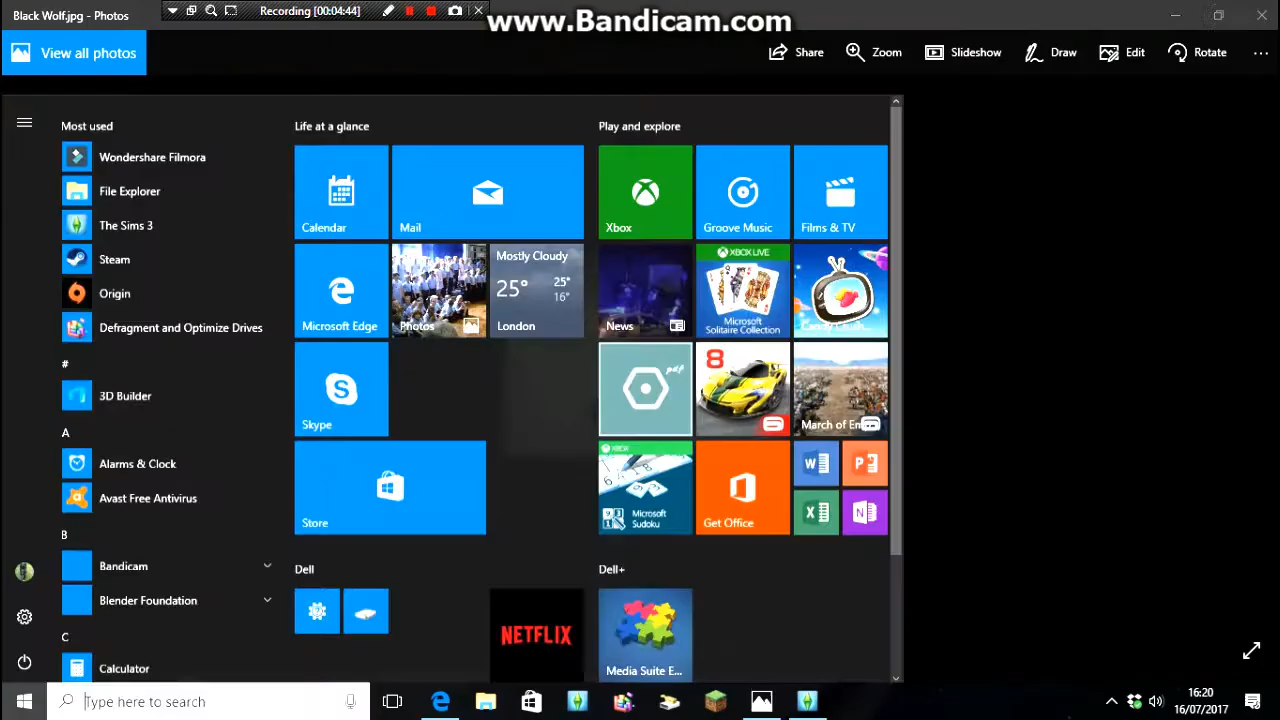 Black Wolf.jpg - Photos
Recording [00:04:44]
www.Bandicam.com
View all photos
Share
Zoom
Slideshow
Draw
Edit
Rotate
Most used
Life at a glance
Play and explore
Wondershare Filmora
File Explorer
The Sims 3
Steam
Origin
Defragment and Optimize Drives
#
3D Builder
A
Alarms & Clock
Avast Free Antivirus
B
Bandicam
Blender Foundation
C
Calculator
Calendar
Mail
Microsoft Edge
Photos
Mostly Cloudy
25°
25°
16°
London
Skype
Store
Dell
NETFLIX
Xbox
Groove Music
Films & TV
News
XBOX LIVE
Microsoft
Solitaire Collection
Candy Crush...
8
March of Em...
XBOX
Microsoft
Sudoku
Get Office
Dell+
Media Suite E...
Type here to search
16:20
16/07/2017